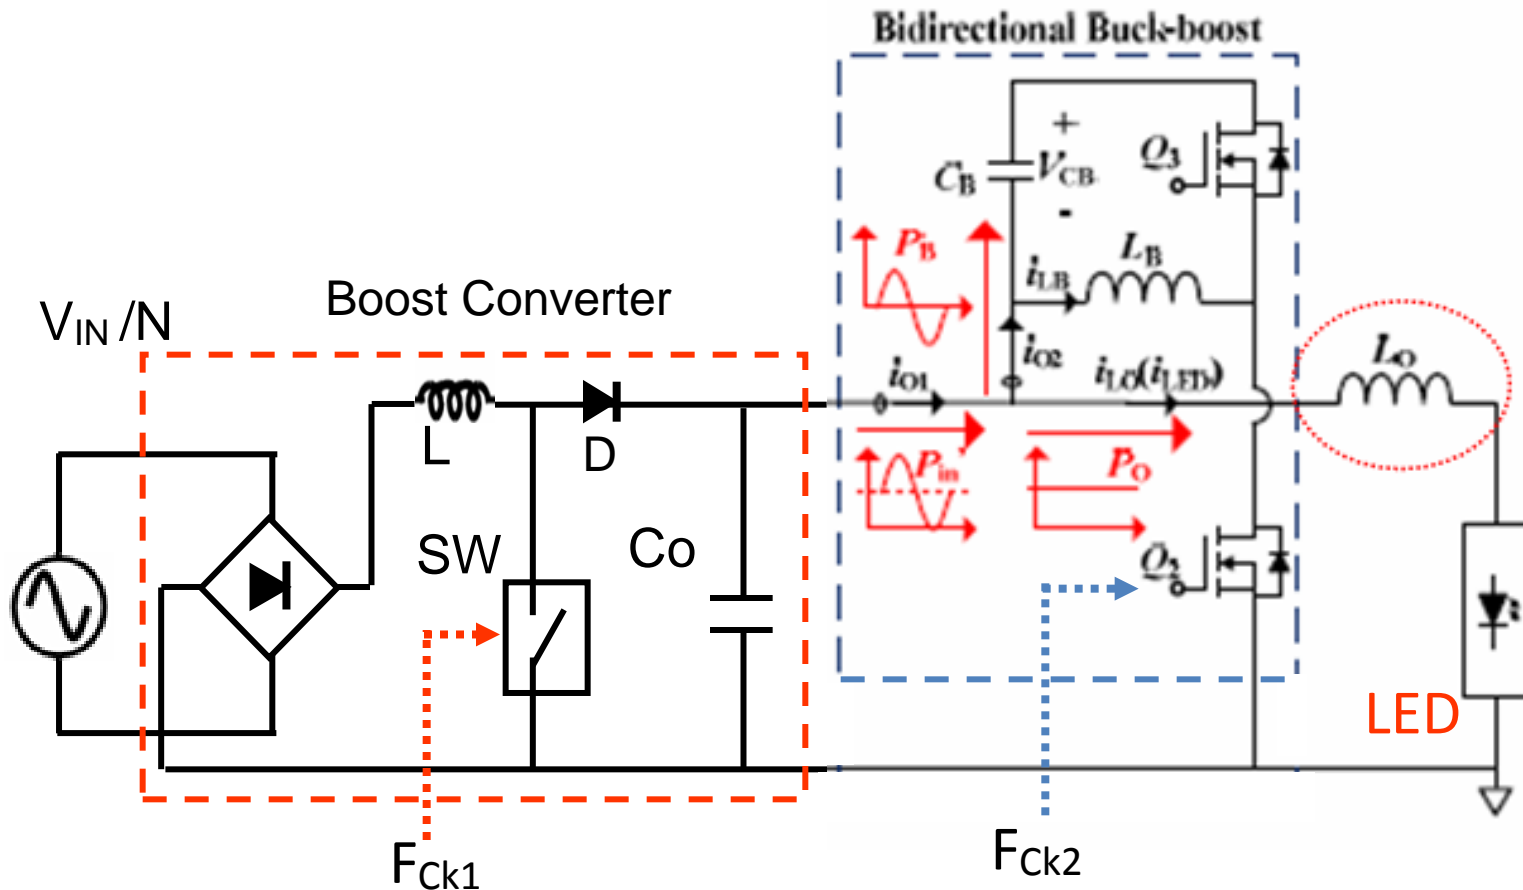 Bidirectional Buck-boost
+
Q3
CB
VCB
-
PB
LB
iLB
Boost Converter
VIN /N
iO2
LO
iO1
iLO(iLED)
L
D
Pin
PO
SW
Co
LED
FCk1
FCk2